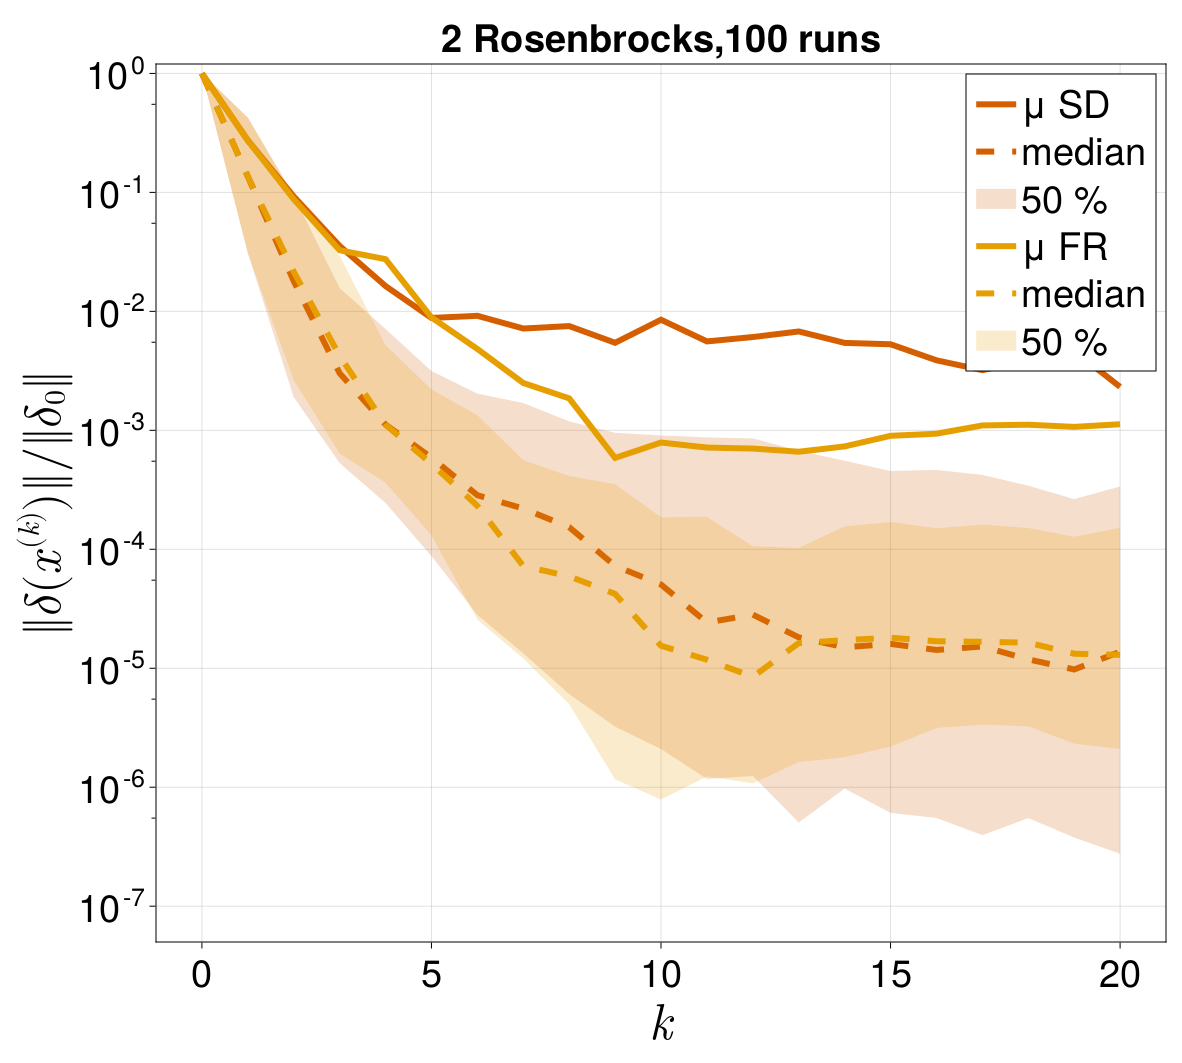 2 Rosenbrocks,100 runs
10^0
10^-1
10^-2
10^-3
10^-4
10^-5
10^-6
10^-7
‖δ(x^(k))‖/‖δ_0‖
μ SD
median
50 %
μ FR
median
50 %
0 5 10 15 20
k